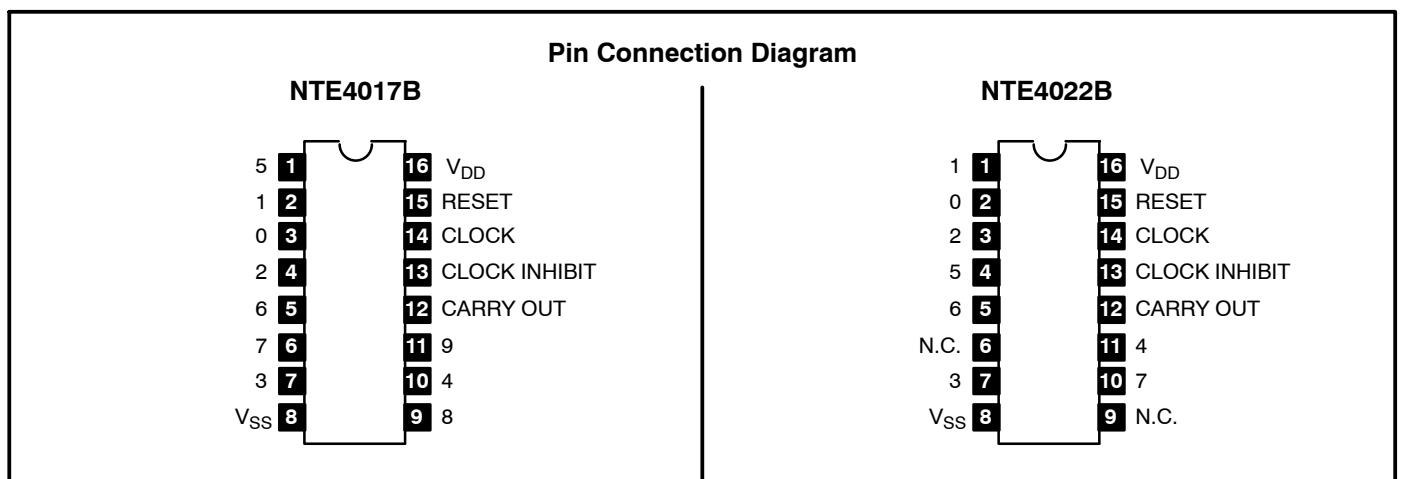 Pin Connection Diagram
NTE4017B
5 1 16 VDD
1 2 15 RESET
0 3 14 CLOCK
2 4 13 CLOCK INHIBIT
6 5 12 CARRY OUT
7 6 11 9
3 7 10 4
VSS 8 9 8
NTE4022B
1 1 16 VDD
0 2 15 RESET
2 3 14 CLOCK
5 4 13 CLOCK INHIBIT
6 5 12 CARRY OUT
N.C. 6 11 4
3 7 10 7
VSS 8 9 N.C.